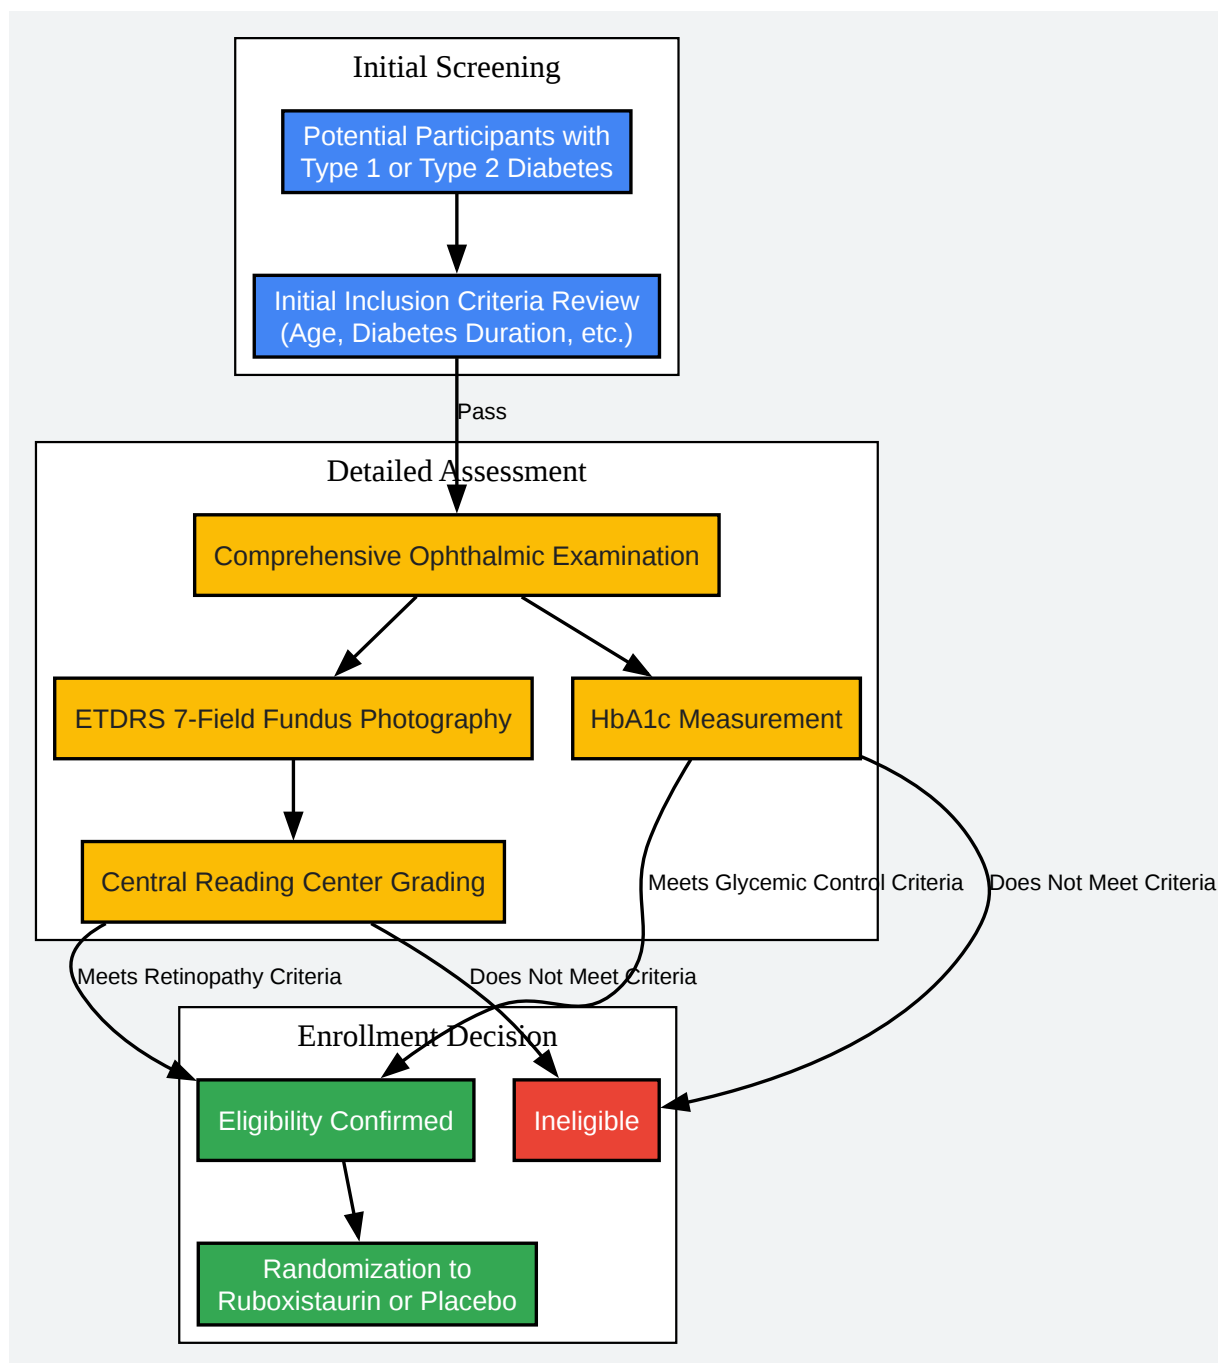 Initial Screening
Potential Participants with
Type 1 or Type 2 Diabetes
Initial Inclusion Criteria Review
(Age, Diabetes Duration, etc.)
Pass
Detailed Assessment
Comprehensive Ophthalmic Examination
ETDRS 7-Field Fundus Photography
HbA1c Measurement
Central Reading Center Grading
Meets Glycemic Control Criteria
Does Not Meet Criteria
Meets Retinopathy Criteria
Does Not Meet Criteria
Enrollment Decision
Eligibility Confirmed
Ineligible
Randomization to
Ruboxistaurin or Placebo